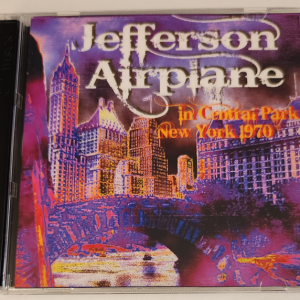 Jefferson
Airplane
in Central Park
New York 1970